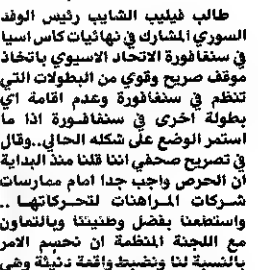 طالب فيليب الشايب رئيس الوفد
السوري المشارك في نهائيات كاس اسيا
في سنغافورة الاتحاد الاسيوي باتخاذ
موقف صريح وقوي من البطولات التي
تنظم في سنغافورة وعدم اقامة اي
بطولة أخرى في سنغافورة اذا ما
استمر الوضع على شكله الحالي..وقال
في تصريح صحفي اننا قلنا منذ البداية
ان الحرص واجب جدا امام ممارسات
شركات المراهنات لتحركاتها ..
واستطعنا بفضل وطنيتنا وبالتعاون
مع اللجنة المنظمة ان نحسم الامر
بالنسبة لنا ونضبط واقعة دنيئة وهي